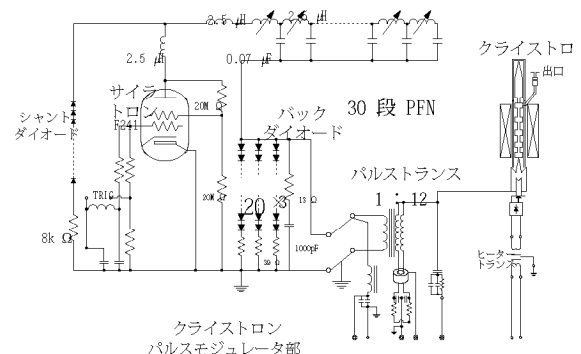 2.5 μH
2.5 μH
2.5 μH
0.07 μF
クライストロ
出口
サイラ
トロ
F241
20M Ω
シャント
ダイオード
バック
ダイオード
30 段 PFN
パルストランス
1 : 12
TRIG
20M Ω
20 ×3
13 Ω
8k Ω
1000pF
39 Ω
ヒーター
トランス
クライストロン
パルスモジュレータ部